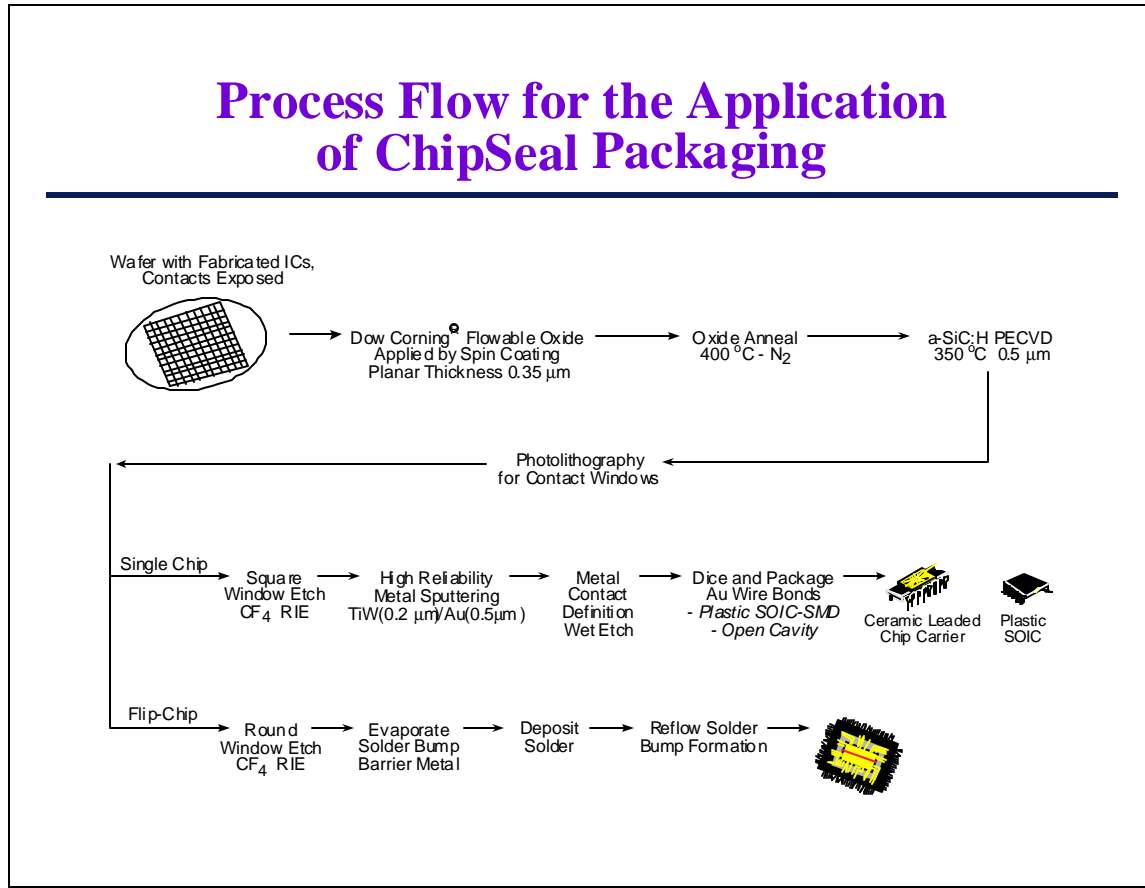 Process Flow for the Application
of ChipSeal Packaging
Wafer with Fabricated ICs,
Contacts Exposed
Dow Corning® Flowable Oxide
Applied by Spin Coating
Planar Thickness 0.35 μm
Oxide Anneal
400 °C - N₂
a-SiC:H PECVD
350 °C 0.5 μm
Photolithography
for Contact Windows
Single Chip
Square
Window Etch
CF₄ RIE
High Reliability
Metal Sputtering
TiW(0.2 μm)/Au(0.5μm)
Metal
Contact
Definition
Wet Etch
Dice and Package
Au Wire Bonds
- Plastic SOIC-SMD
- Open Cavity
Ceramic Leaded
Chip Carrier
Plastic
SOIC
Flip-Chip
Round
Window Etch
CF₄ RIE
Evaporate
Solder Bump
Barrier Metal
Deposit
Solder
Reflow Solder
Bump Formation